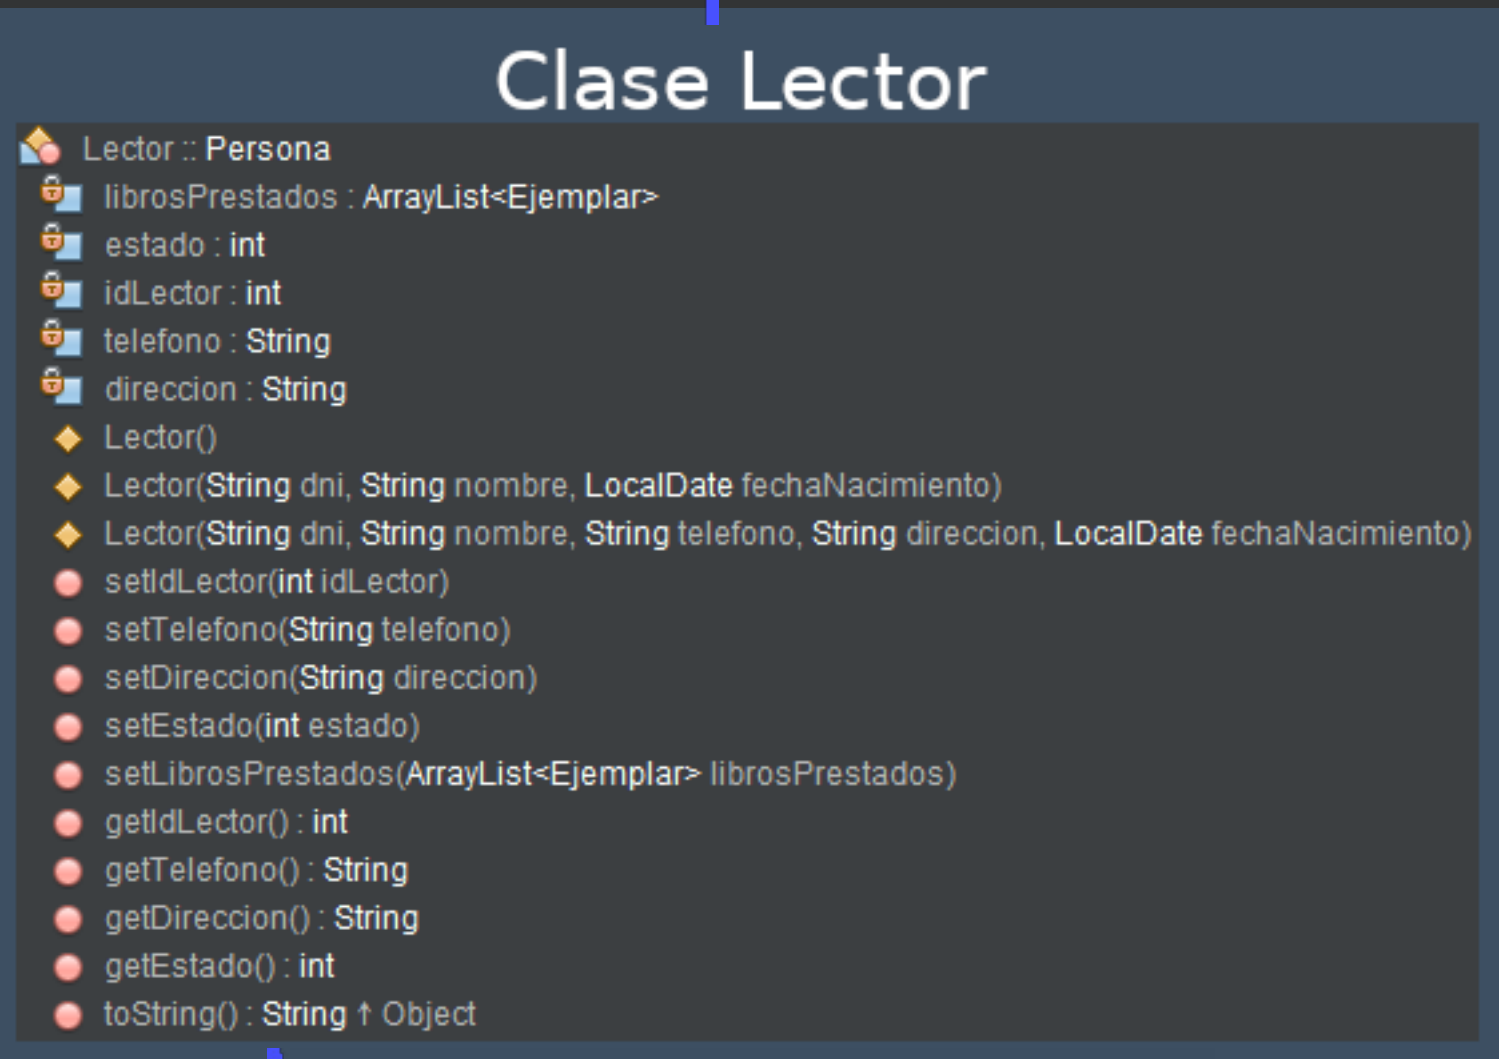 Clase Lector
Lector :: Persona
librosPrestados : ArrayList<Ejemplar>
estado : int
idLector : int
telefono : String
direccion : String
Lector()
Lector(String dni, String nombre, LocalDate fechaNacimiento)
Lector(String dni, String nombre, String telefono, String direccion, LocalDate fechaNacimiento)
setIdLector(int idLector)
setTelefono(String telefono)
setDireccion(String direccion)
setEstado(int estado)
setLibrosPrestados(ArrayList<Ejemplar> librosPrestados)
getIdLector() : int
getTelefono() : String
getDireccion() : String
getEstado() : int
toString() : String ↑ Object